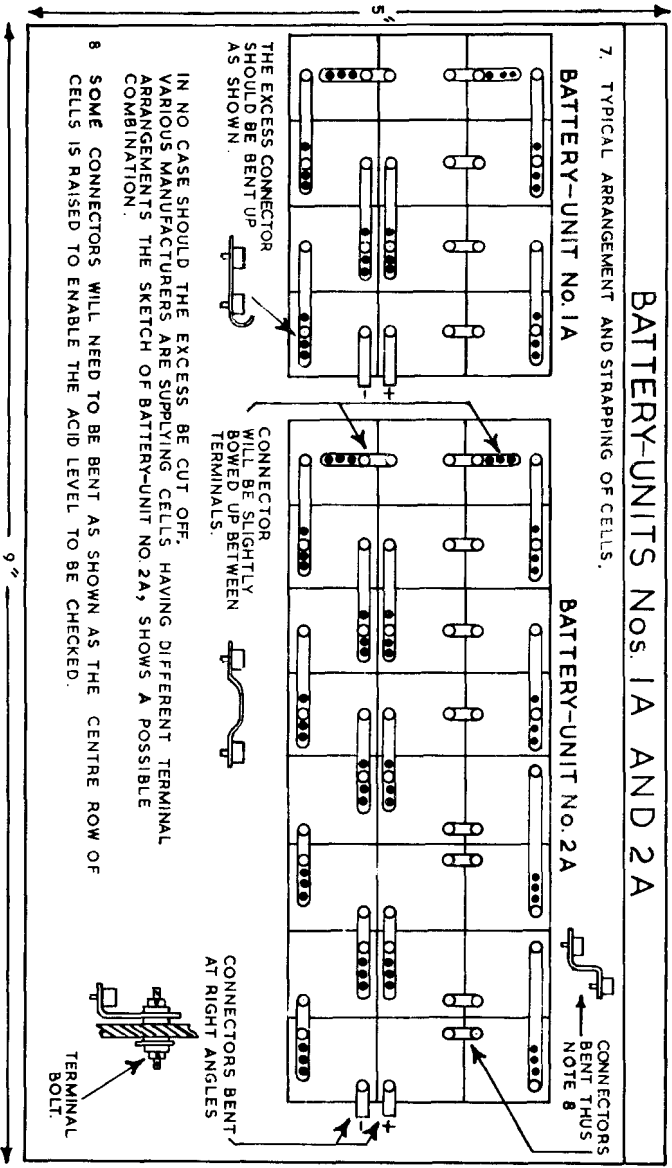 BATTERY-UNITS Nos. 1A AND 2A
7. TYPICAL ARRANGEMENT AND STRAPPING OF CELLS.
BATTERY-UNIT No. 1A
BATTERY-UNIT No. 2A
CONNECTORS
BENT THUS
NOTE 8
+
-
+
-
THE EXCESS CONNECTOR
SHOULD BE BENT UP
AS SHOWN.
CONNECTOR
WILL BE SLIGHTLY
BOWED UP BETWEEN
TERMINALS.
CONNECTORS BENT
AT RIGHT ANGLES
TERMINAL
BOLT.
IN NO CASE SHOULD THE EXCESS BE CUT OFF.
VARIOUS MANUFACTURERS ARE SUPPLYING CELLS HAVING DIFFERENT TERMINAL
ARRANGEMENTS THE SKETCH OF BATTERY-UNIT NO. 2A, SHOWS A POSSIBLE
COMBINATION.
8 SOME CONNECTORS WILL NEED TO BE BENT AS SHOWN AS THE CENTRE ROW OF
CELLS IS RAISED TO ENABLE THE ACID LEVEL TO BE CHECKED.
5"
9"